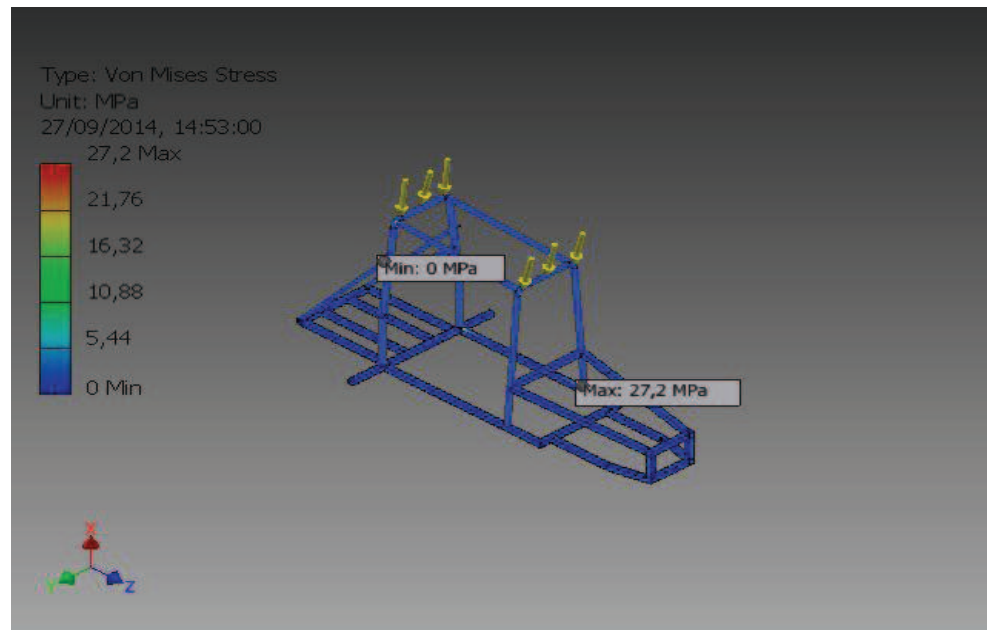 Type: Von Mises Stress
Unit: MPa
27/09/2014, 14:53:00
27,2 Max
21,76
16,32
10,88
5,44
0 Min
Min: 0 MPa
Max: 27,2 MPa
X
Y
Z